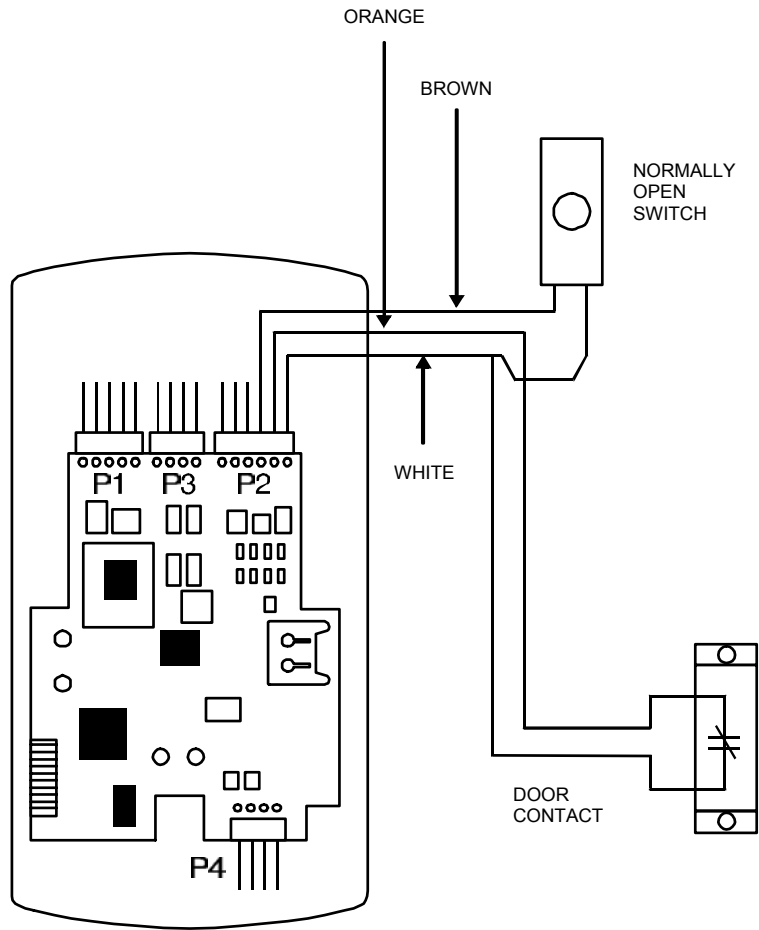 ORANGE
BROWN
NORMALLY
OPEN
SWITCH
WHITE
P1
P3
P2
DOOR
CONTACT
P4